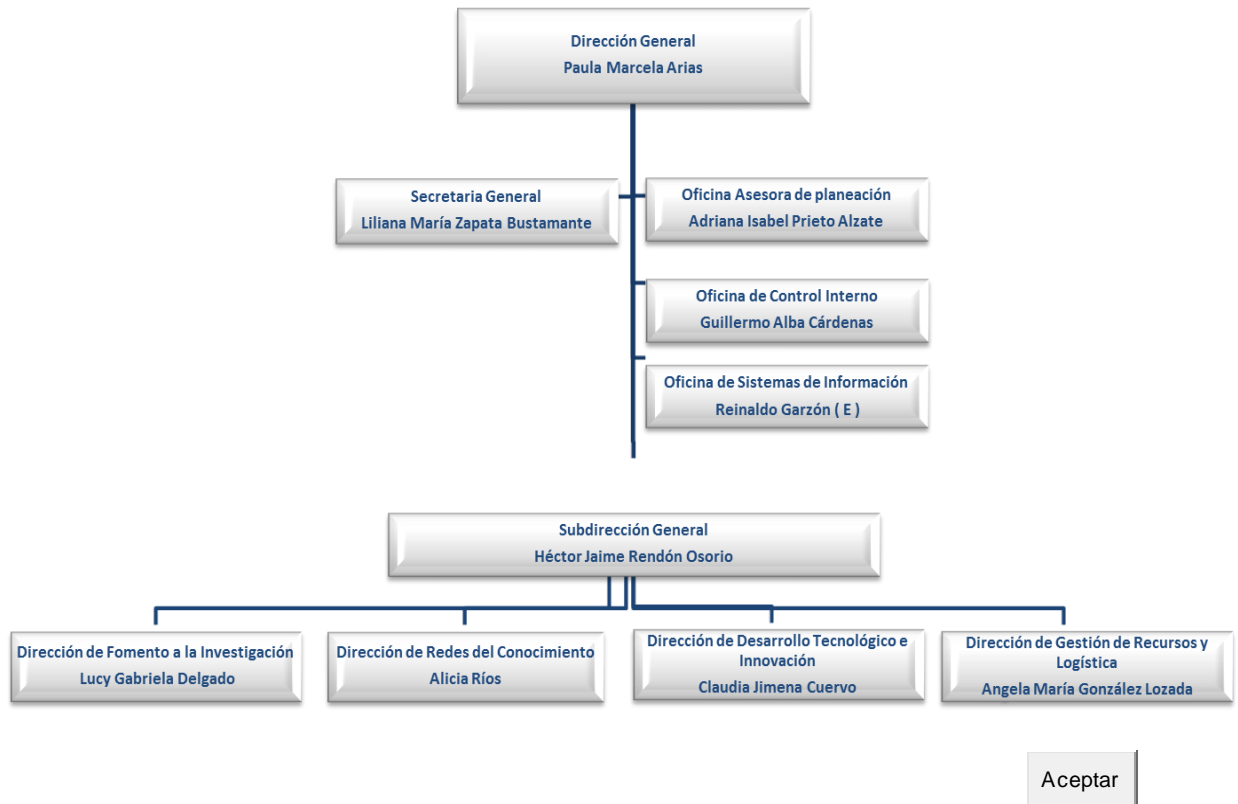 Dirección General
Paula Marcela Arias
Secretaria General
Liliana María Zapata Bustamante
Oficina Asesora de planeación
Adriana Isabel Prieto Alzate
Oficina de Control Interno
Guillermo Alba Cárdenas
Oficina de Sistemas de Información
Reinaldo Garzón ( E )
Subdirección General
Héctor Jaime Rendón Osorio
Dirección de Fomento a la Investigación
Lucy Gabriela Delgado
Dirección de Redes del Conocimiento
Alicia Ríos
Dirección de Desarrollo Tecnológico e
Innovación
Claudia Jimena Cuervo
Dirección de Gestión de Recursos y
Logística
Angela María González Lozada
Aceptar